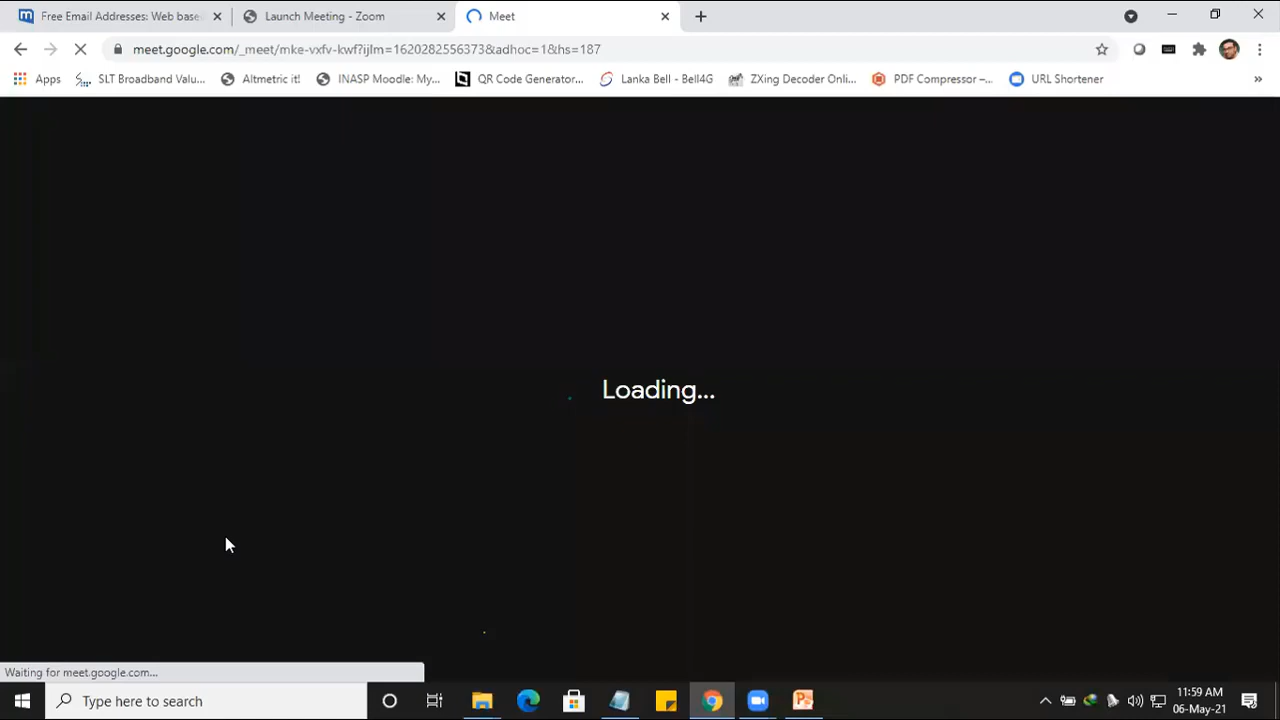 Free Email Addresses: Web base
Launch Meeting - Zoom
Meet
meet.google.com/_meet/mke-vxfv-kwf?ijlm=1620282556373&adhoc=1&hs=187
Apps
SLT Broadband Valu...
Altmetric it!
INASP Moodle: My...
QR Code Generator...
Lanka Bell - Bell4G
ZXing Decoder Onli...
PDF Compressor –...
URL Shortener
Loading...
Waiting for meet.google.com...
Type here to search
11:59 AM
06-May-21